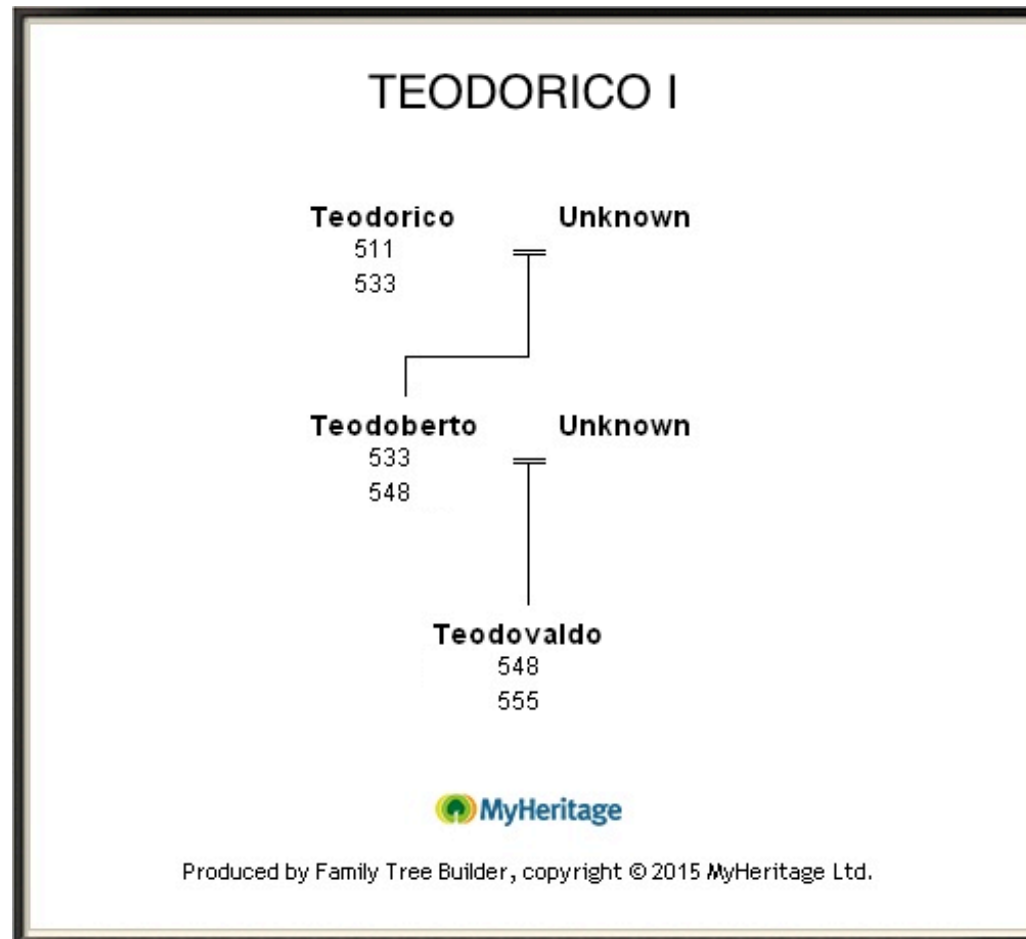 TEODORICO I
Teodorico Unknown
511
533
Teodoberto Unknown
533
548
Teodovaldo
548
555
MyHeritage
Produced by Family Tree Builder, copyright © 2015 MyHeritage Ltd.